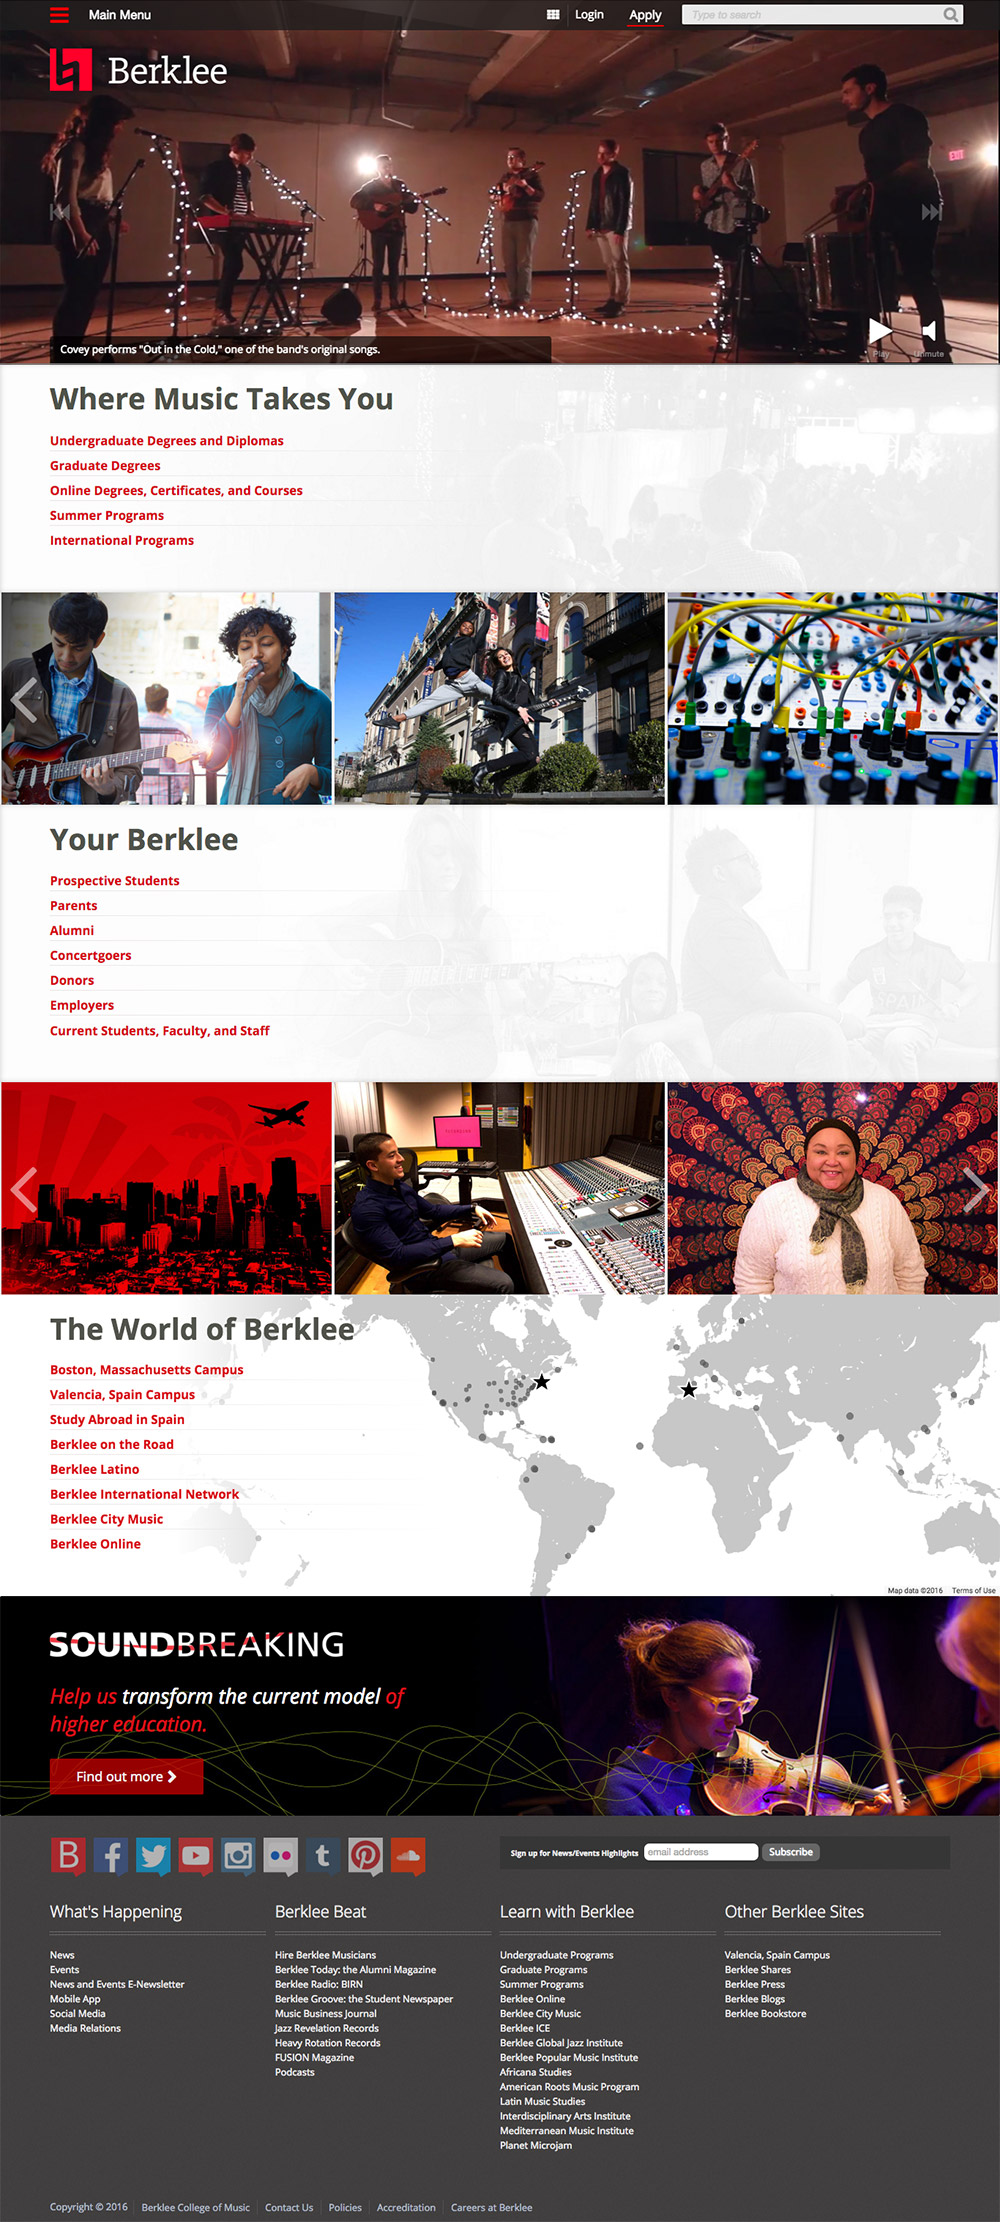 Main Menu
Login
Apply
Type to search
Berklee
EXIT
Covey performs "Out in the Cold," one of the band's original songs.
Play
Unmute
Where Music Takes You
Undergraduate Degrees and Diplomas
Graduate Degrees
Online Degrees, Certificates, and Courses
Summer Programs
International Programs
Your Berklee
Prospective Students
Parents
Alumni
Concertgoers
Donors
Employers
Current Students, Faculty, and Staff
SPAIN
The World of Berklee
Boston, Massachusetts Campus
Valencia, Spain Campus
Study Abroad in Spain
Berklee on the Road
Berklee Latino
Berklee International Network
Berklee City Music
Berklee Online
Map data ©2016 Terms of Use
SOUNDBREAKING
Help us transform the current model of
higher education.
Find out more
Sign up for News/Events Highlights
email address
Subscribe
What's Happening
News
Events
News and Events E-Newsletter
Mobile App
Social Media
Media Relations
Berklee Beat
Hire Berklee Musicians
Berklee Today: the Alumni Magazine
Berklee Radio: BIRN
Berklee Groove: the Student Newspaper
Music Business Journal
Jazz Revelation Records
Heavy Rotation Records
FUSION Magazine
Podcasts
Learn with Berklee
Undergraduate Programs
Graduate Programs
Summer Programs
Berklee Online
Berklee City Music
Berklee ICE
Berklee Global Jazz Institute
Berklee Popular Music Institute
Africana Studies
American Roots Music Program
Latin Music Studies
Interdisciplinary Arts Institute
Mediterranean Music Institute
Planet Microjam
Other Berklee Sites
Valencia, Spain Campus
Berklee Shares
Berklee Press
Berklee Blogs
Berklee Bookstore
Copyright © 2016 Berklee College of Music Contact Us Policies Accreditation Careers at Berklee